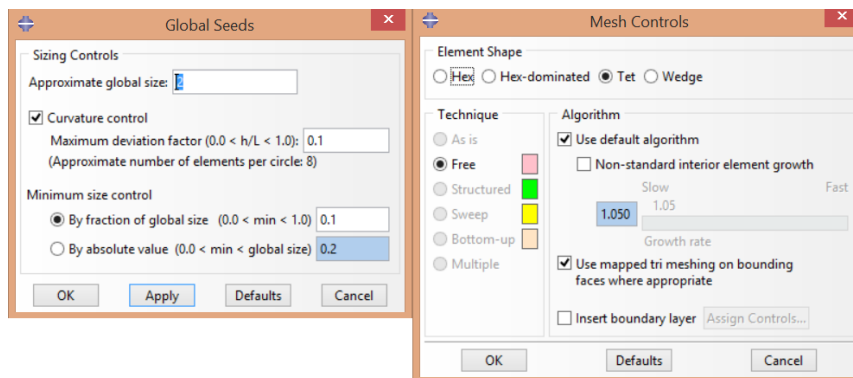 Global Seeds
Sizing Controls
Approximate global size: 2
Curvature control
Maximum deviation factor (0.0 < h/L < 1.0): 0.1
(Approximate number of elements per circle: 8)
Minimum size control
By fraction of global size (0.0 < min < 1.0) 0.1
By absolute value (0.0 < min < global size) 0.2
OK Apply Defaults Cancel
Mesh Controls
Element Shape
Hex Hex-dominated Tet Wedge
Technique
As is
Free
Structured
Sweep
Bottom-up
Multiple
Algorithm
Use default algorithm
Non-standard interior element growth
Slow Fast
1.050 1.05
Growth rate
Use mapped tri meshing on bounding
faces where appropriate
Insert boundary layer Assign Controls...
OK Defaults Cancel